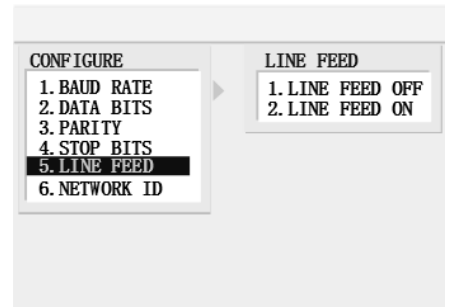 CONFIGURE
1. BAUD RATE
2. DATA BITS
3. PARITY
4. STOP BITS
5. LINE FEED
6. NETWORK ID
LINE FEED
1. LINE FEED OFF
2. LINE FEED ON